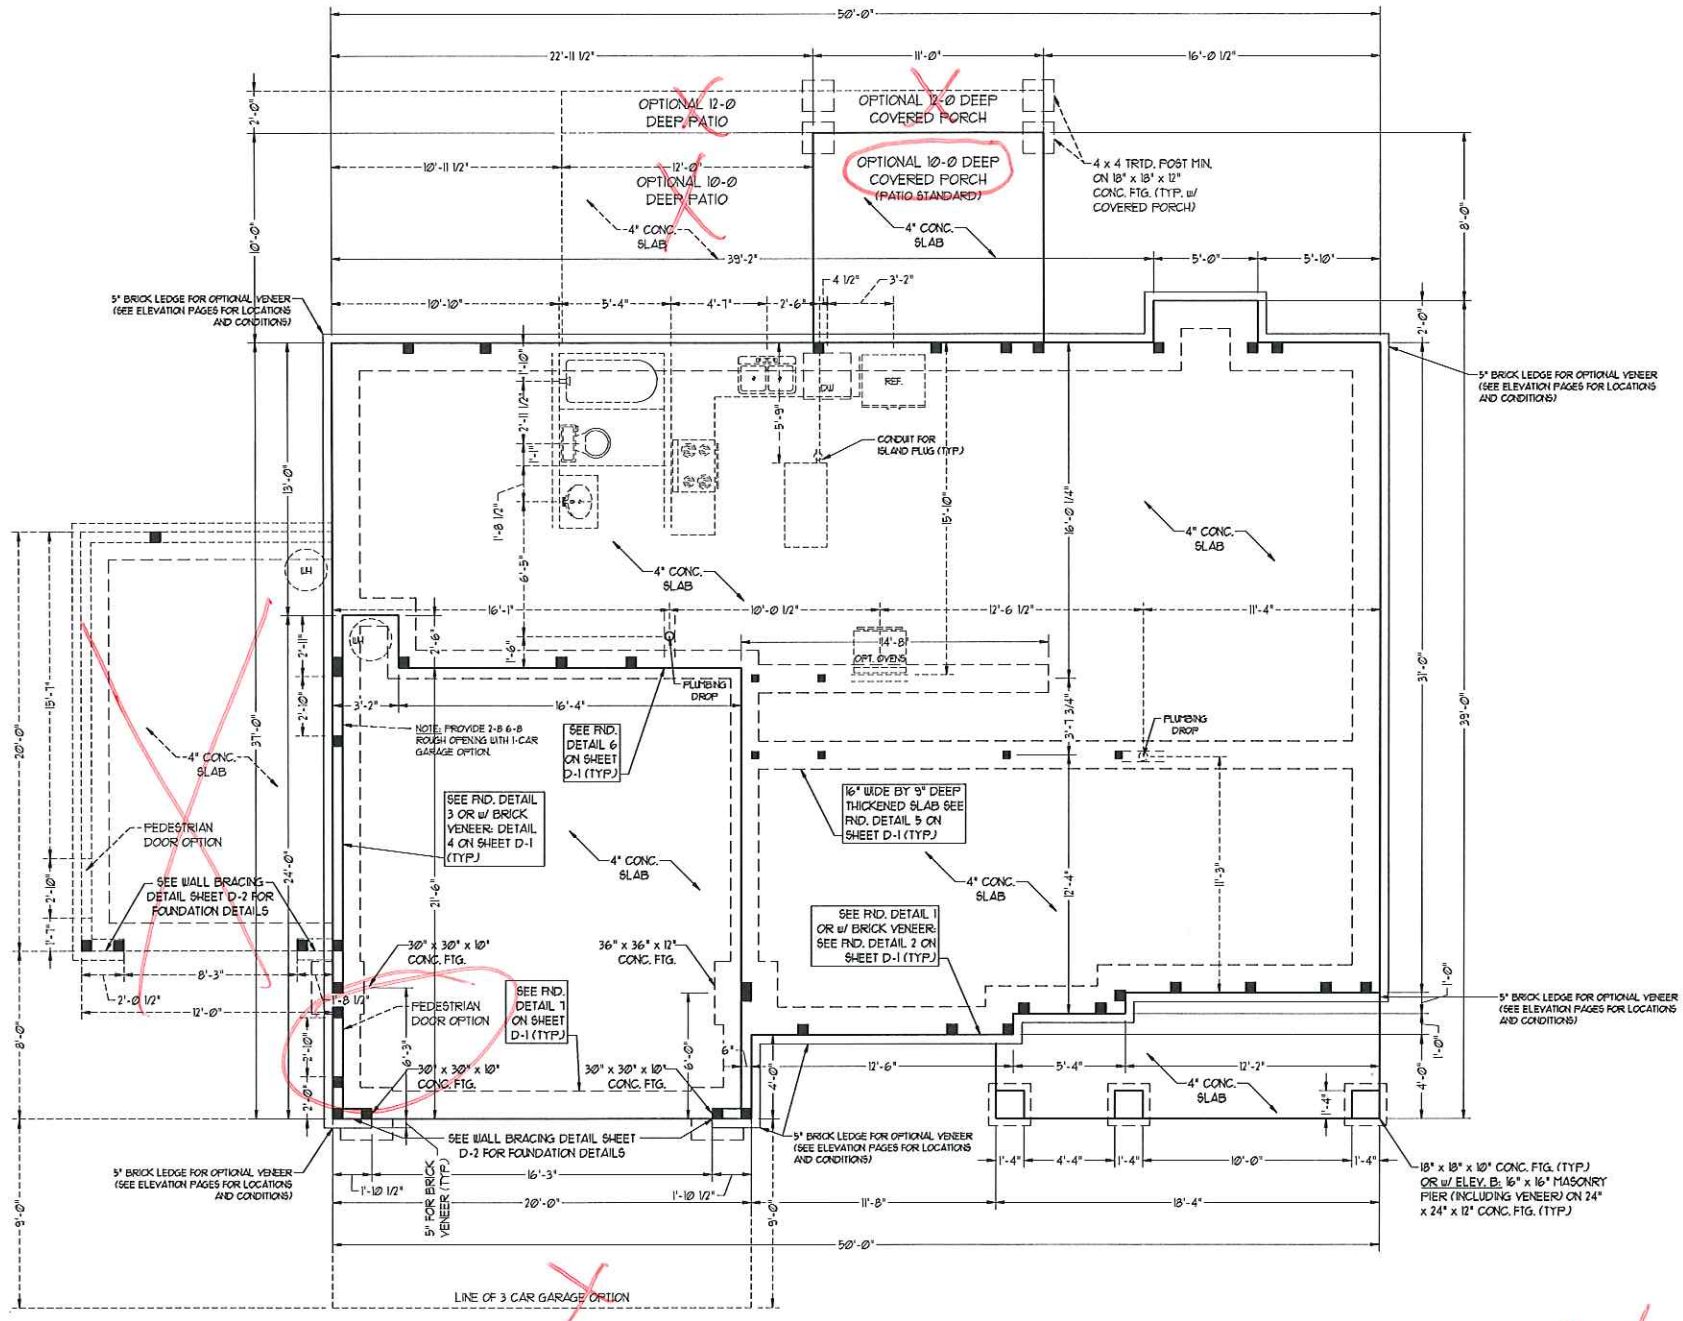 50'-0"
22'-11 1/2"
11'-0"
16'-0 1/2"
2'-0"
OPTIONAL 12-0
DEEP PATIO
OPTIONAL 12-0 DEEP
COVERED PORCH
10'-11 1/2"
12'-0"
OPTIONAL 10-0
DEEP PATIO
OPTIONAL 10-0 DEEP
COVERED PORCH
(PATIO STANDARD)
4 x 4 TRTD. POST MIN.
ON 18" x 18" x 12"
CONC. FTG. (TYP. w/
COVERED PORCH)
10'-0"
8'-0"
4" CONC.
SLAB
4" CONC.
SLAB
39'-2"
5'-0"
5'-10"
5" BRICK LEDGE FOR OPTIONAL VENEER
(SEE ELEVATION PAGES FOR LOCATIONS
AND CONDITIONS)
10'-10"
5'-4"
4'-7"
2'-6"
4 1/2"
3'-2"
2'-0"
1'-10"
DW
REF.
5" BRICK LEDGE FOR OPTIONAL VENEER
(SEE ELEVATION PAGES FOR LOCATIONS
AND CONDITIONS)
2'-11 1/2"
5'-9"
1'-1"
CONDUIT FOR
ISLAND PLUG (TYP.)
13'-0"
1'-8 1/2"
15'-10"
16'-0 1/4"
4" CONC.
SLAB
6'-5"
4" CONC.
SLAB
WH
16'-1"
10'-0 1/2"
12'-6 1/2"
11'-4"
2'-11"
WH
2'-6"
1'-6"
14'-8"
OPT. OVENS
31'-0"
39'-0"
PLUMBING
DROP
2'-10"
3'-2"
16'-4"
NOTE: PROVIDE 2-8 6-8
ROUGH OPENING WITH 1-CAR
GARAGE OPTION.
SEE FND.
DETAIL 6
ON SHEET
D-1 (TYP.)
3'-7 3/4"
PLUMBING
DROP
15'-7"
20'-0"
37'-0"
4" CONC.
SLAB
SEE FND. DETAIL
3 OR w/ BRICK
VENEER: DETAIL
4 ON SHEET D-1
(TYP.)
16" WIDE BY 9" DEEP
THICKENED SLAB SEE
FND. DETAIL 5 ON
SHEET D-1 (TYP.)
PEDESTRIAN
DOOR OPTION
4" CONC.
SLAB
24'-0"
21'-6"
12'-4"
11'-3"
4" CONC.
SLAB
2'-10"
SEE WALL BRACING
DETAIL SHEET D-2 FOR
FOUNDATION DETAILS
1'-7"
SEE FND. DETAIL 1
OR w/ BRICK VENEER:
SEE FND. DETAIL 2 ON
SHEET D-1 (TYP.)
30" x 30" x 10"
CONC. FTG.
36" x 36" x 12"
CONC. FTG.
8'-3"
2'-0 1/2"
1'-8 1/2"
12'-0"
PEDESTRIAN
DOOR OPTION
SEE FND.
DETAIL 7
ON SHEET
D-1 (TYP.)
1'-0"
5" BRICK LEDGE FOR OPTIONAL VENEER
(SEE ELEVATION PAGES FOR LOCATIONS
AND CONDITIONS)
8'-0"
2'-10"
6'-3"
6'-0"
6"
4'-0"
1'-0"
4'-0"
30" x 30" x 10"
CONC. FTG.
30" x 30" x 10"
CONC. FTG.
12'-6"
5'-4"
12'-2"
4" CONC.
SLAB
2'-0"
1'-4"
SEE WALL BRACING DETAIL SHEET
D-2 FOR FOUNDATION DETAILS
5" BRICK LEDGE FOR OPTIONAL VENEER
(SEE ELEVATION PAGES FOR LOCATIONS
AND CONDITIONS)
5" BRICK LEDGE FOR OPTIONAL VENEER
(SEE ELEVATION PAGES FOR LOCATIONS
AND CONDITIONS)
1'-4"
4'-4"
1'-4"
10'-0"
1'-4"
18" x 18" x 10" CONC. FTG. (TYP.)
OR w/ ELEV. B: 16" x 16" MASONRY
PIER (INCLUDING VENEER) ON 24"
x 24" x 12" CONC. FTG. (TYP.)
1'-10 1/2"
16'-3"
1'-10 1/2"
5" FOR BRICK
VENEER (TYP.)
20'-0"
11'-8"
18'-4"
9'-0"
9'-0"
50'-0"
LINE OF 3 CAR GARAGE OPTION